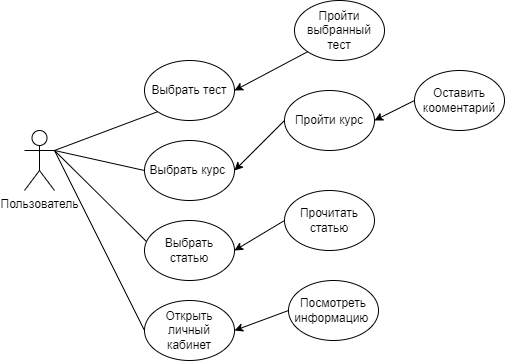 Пройти
выбранный
тест
Выбрать тест
Оставить
кооментарий
Пройти курс
Выбрать курс
Пользователь
Прочитать
статью
Выбрать
статью
Посмотреть
информацию
Открыть
личный
кабинет